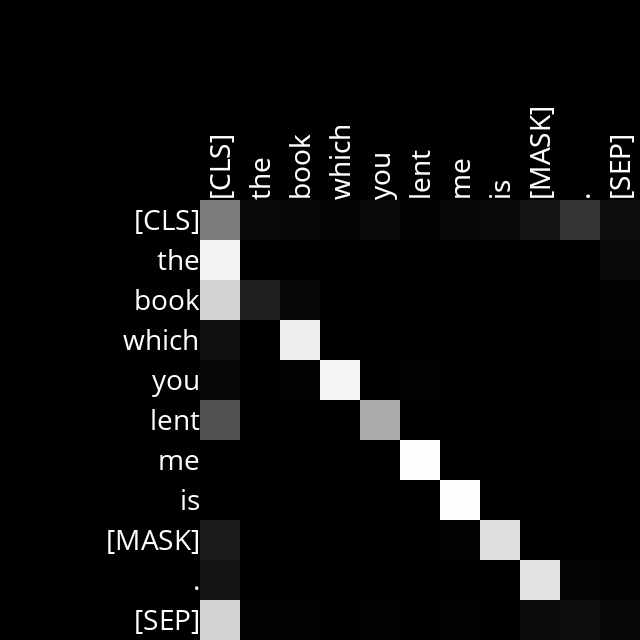 [CLS] the book which you lent me is [MASK] . [SEP]
[CLS]
the
book
which
you
lent
me
is
[MASK]
.
[SEP]